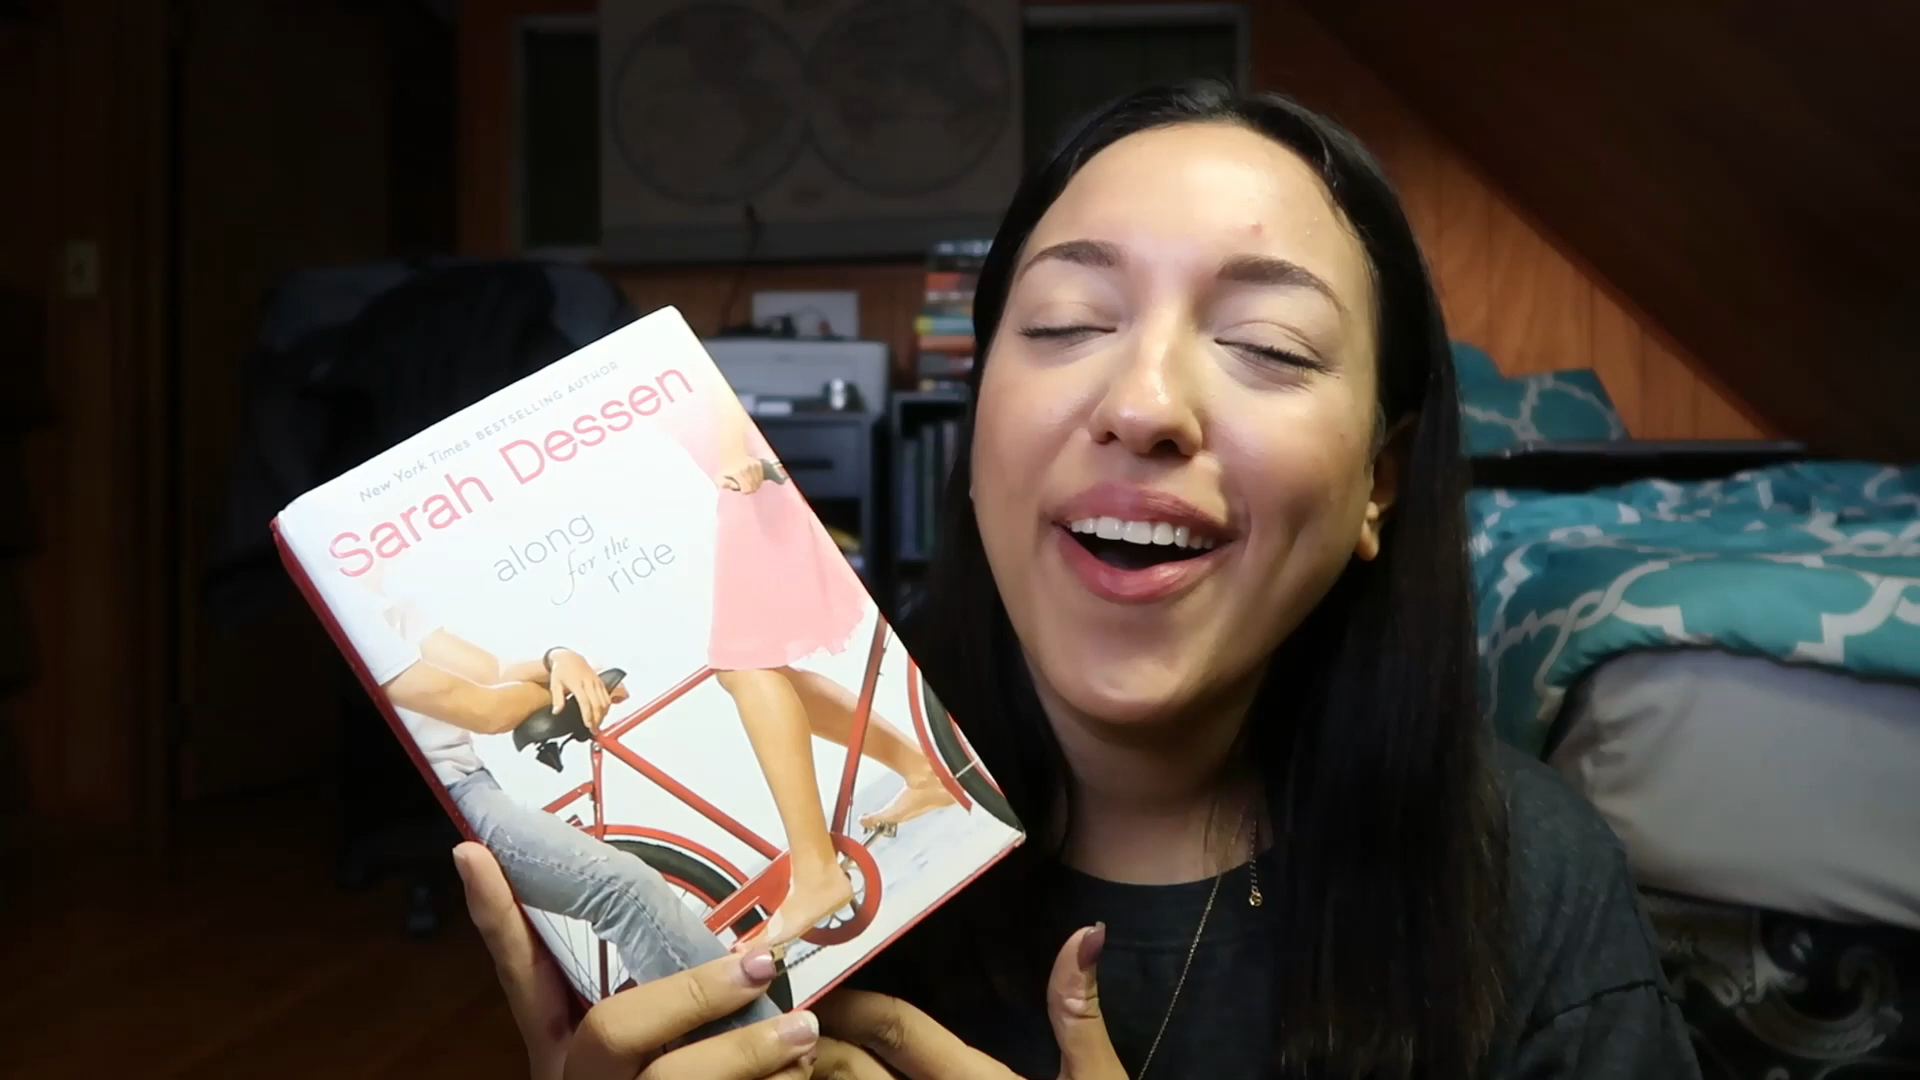 New York Times BESTSELLING AUTHOR
Sarah Dessen
along
for the
ride